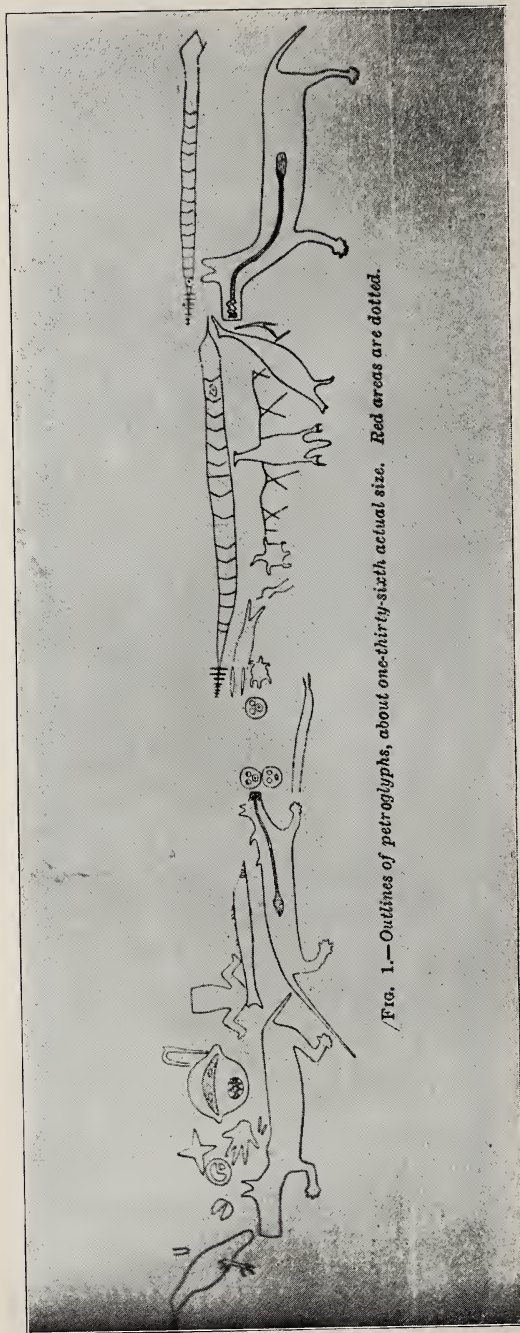 FIG. 1.—Outlines of petroglyphs, about one-thirty-sixth actual size. Red areas are dotted.